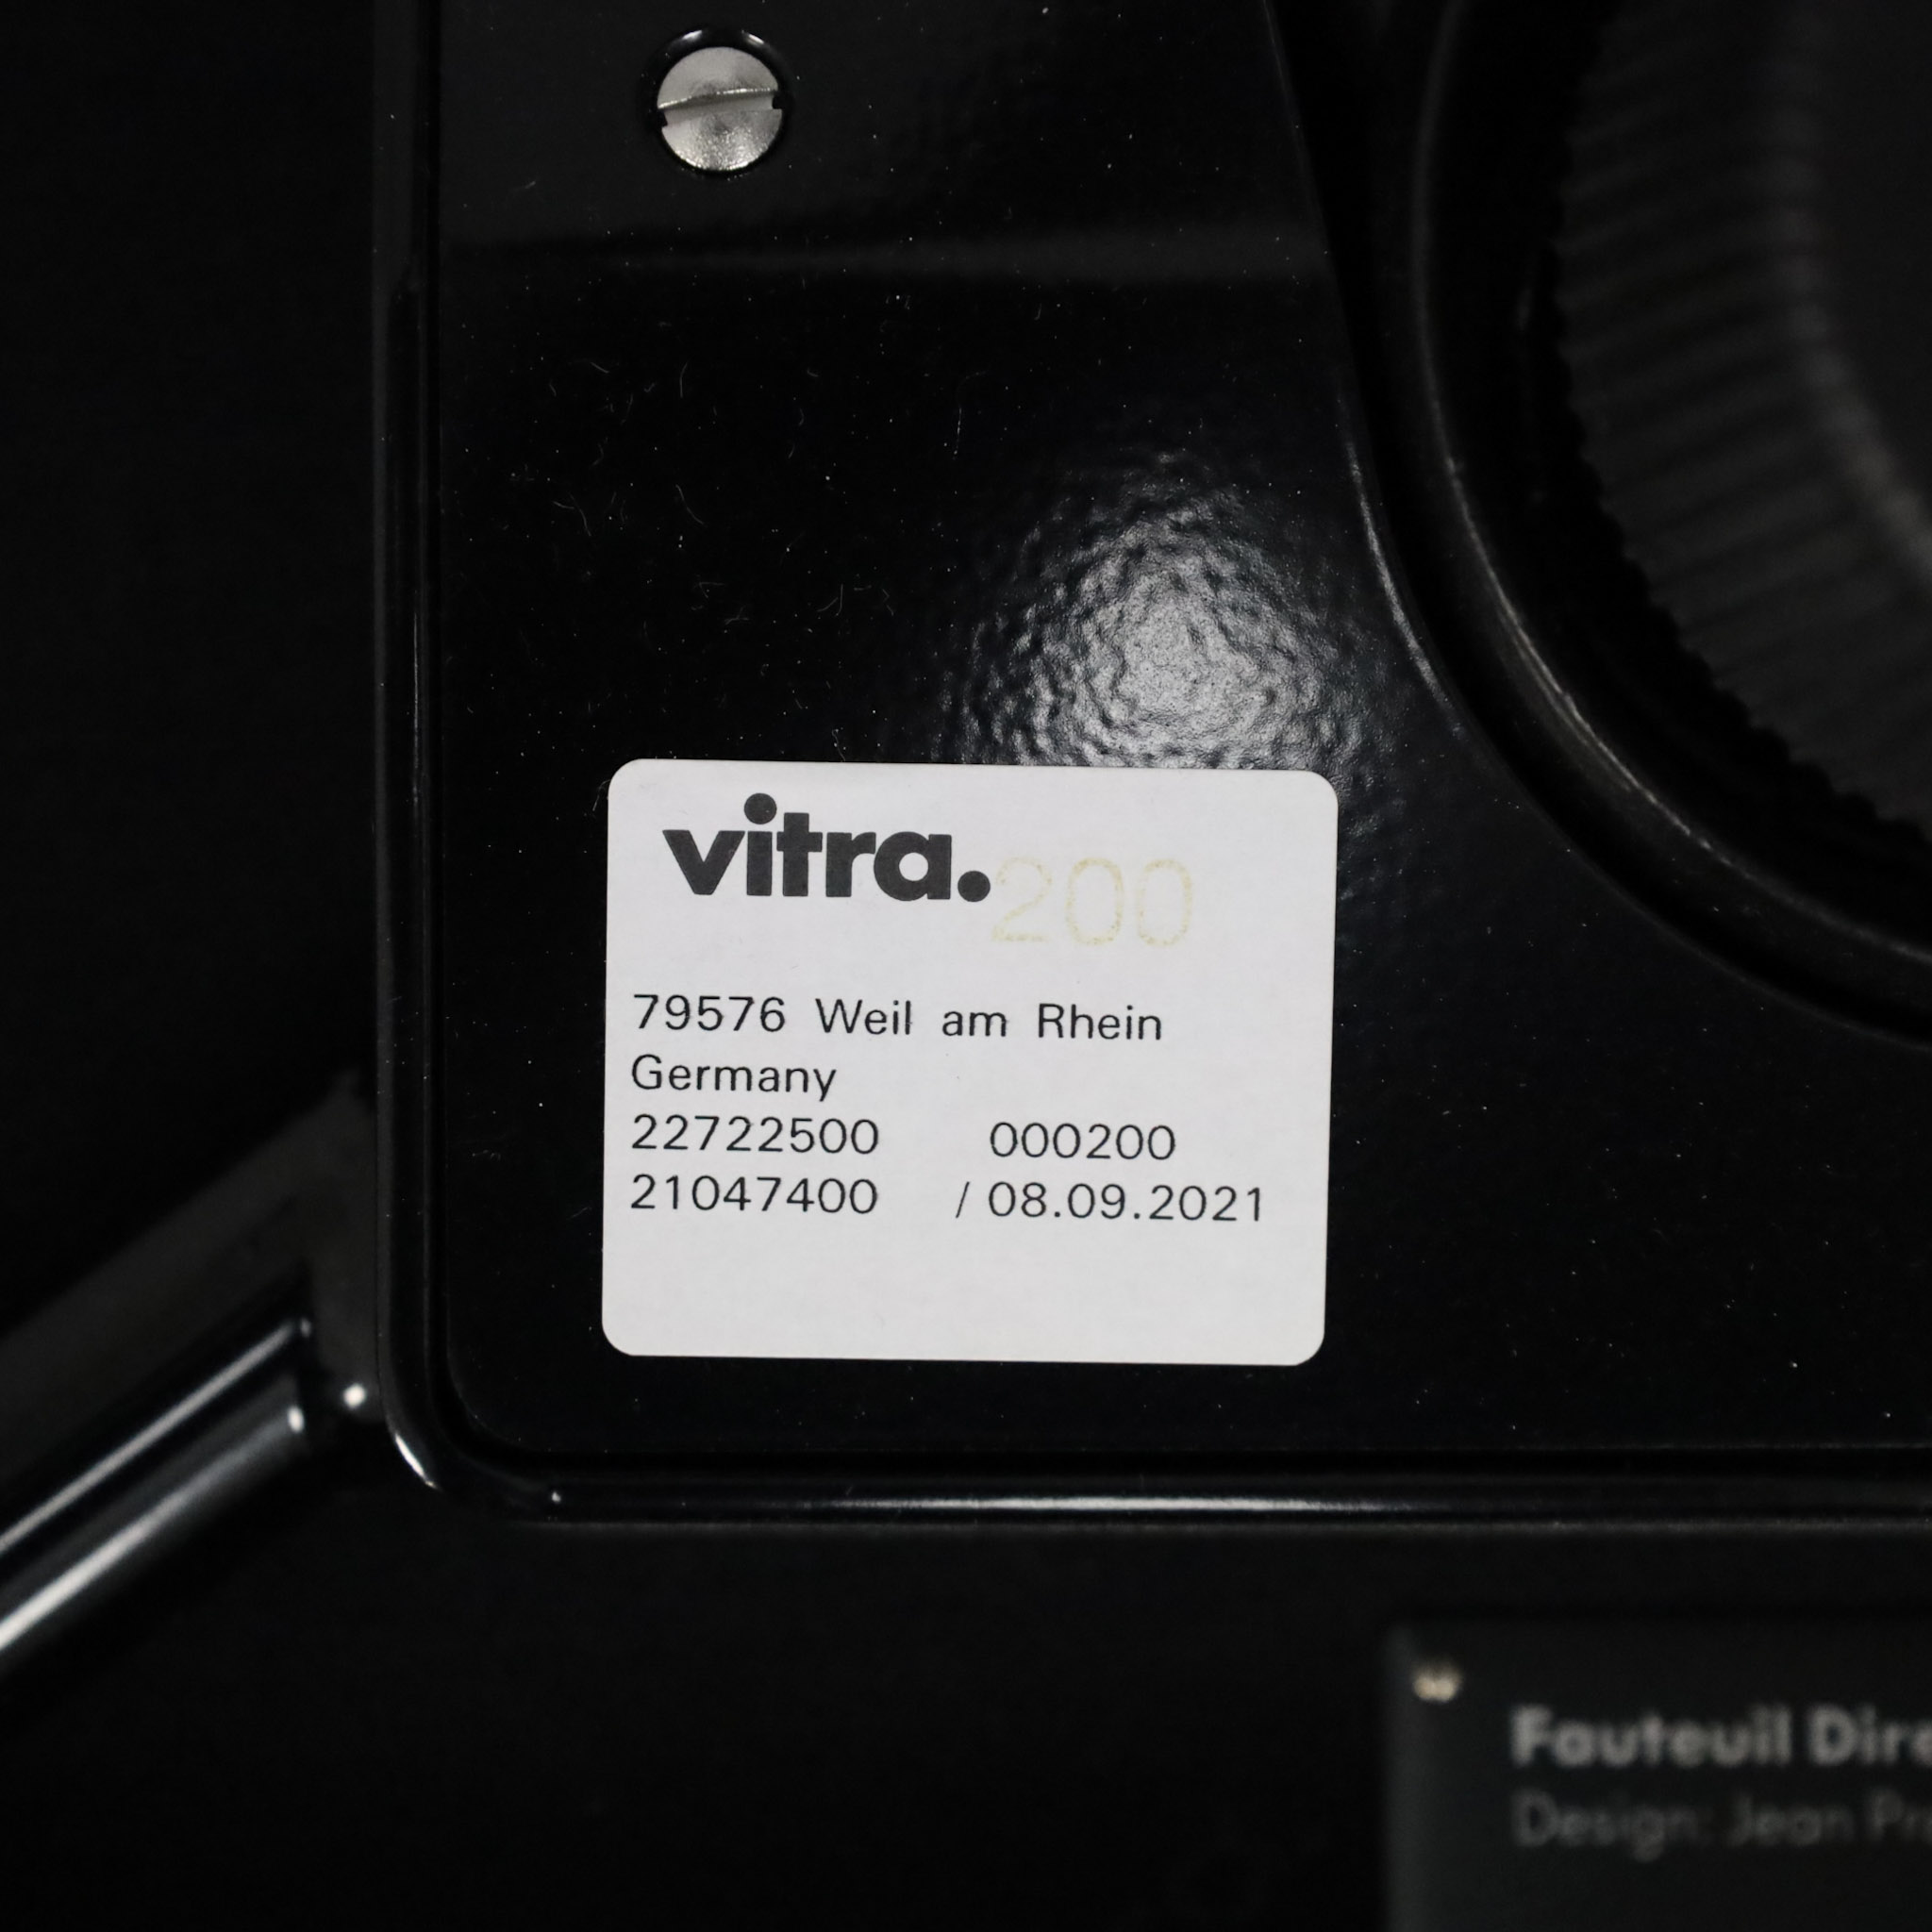 vitra.
200
79576 Weil am Rhein
Germany
22722500 000200
21047400 / 08.09.2021
Fauteuil Dire
Design: Jean Pr